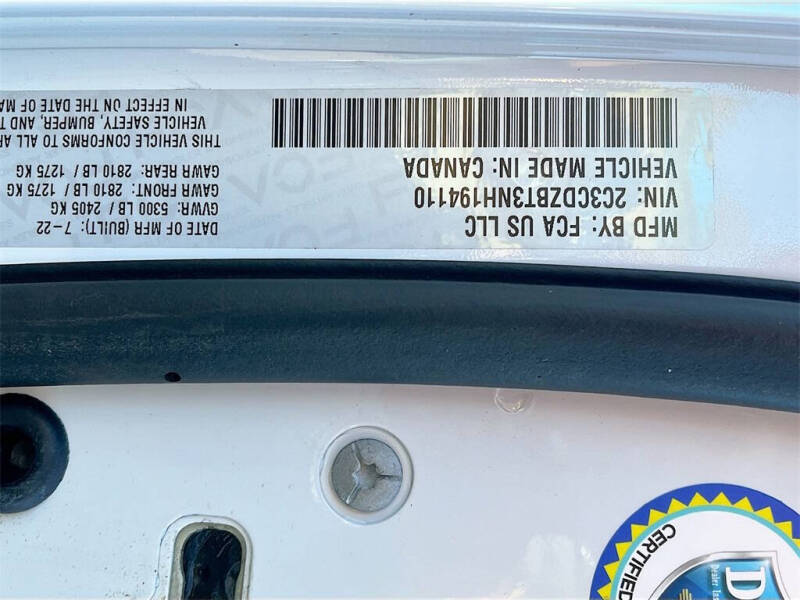 MFD BY: FCA US LLC
VIN: 2C3CDZBT3NH194110
VEHICLE MADE IN: CANADA
DATE OF MFR (BUILT): 7-22
GVWR: 5300 LB / 2405 KG
GAWR FRONT: 2810 LB / 1275 KG
GAWR REAR: 2810 LB / 1275 KG
THIS VEHICLE CONFORMS TO ALL
VEHICLE SAFETY, BUMPER, AND
IN EFFECT ON THE DATE OF
CERTIFIED
Dealer